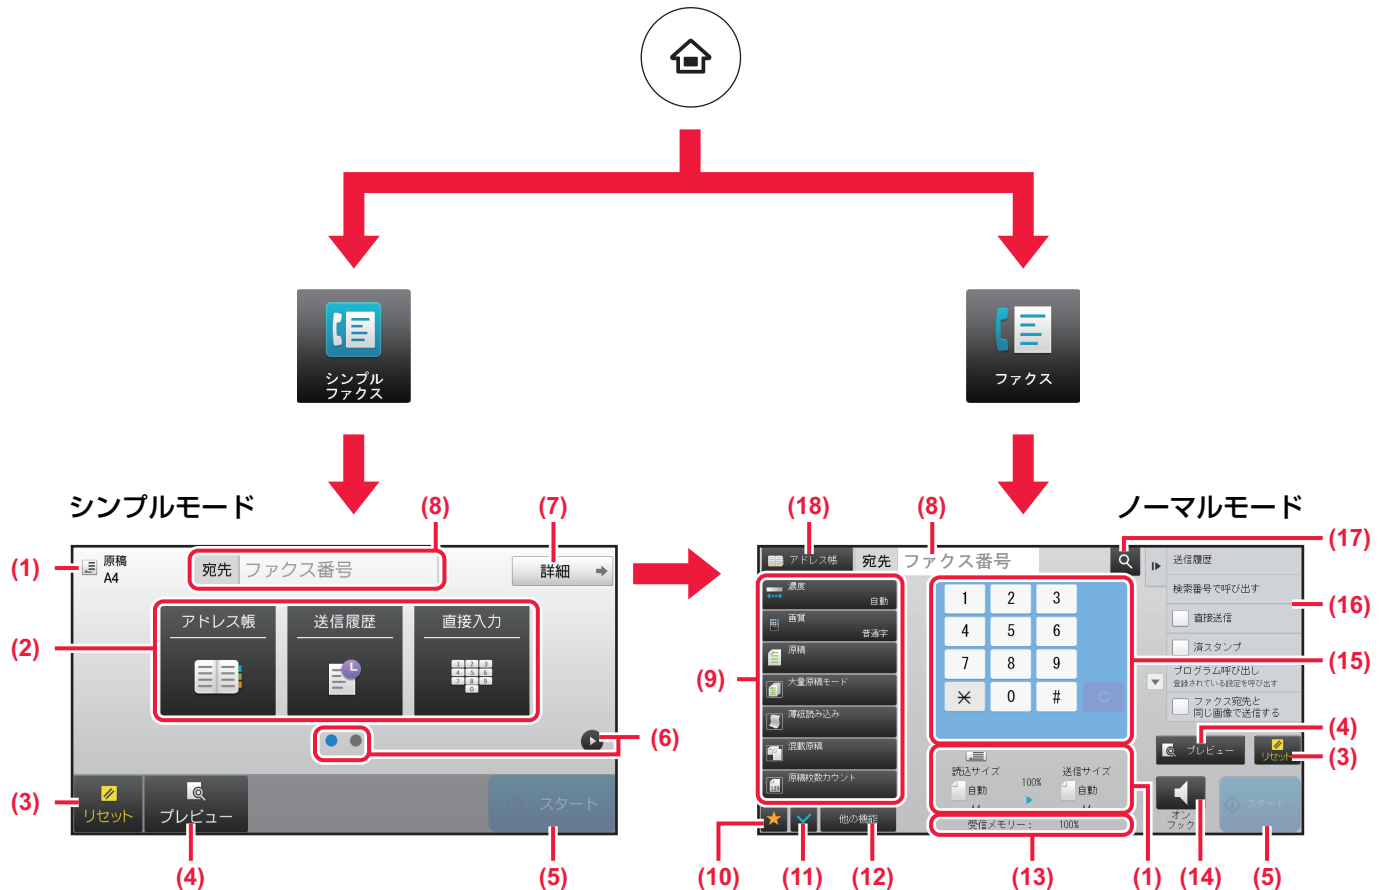 シンプル
ファクス
ファクス
シンプルモード
(8)
(7)
(1)
原稿
A4
宛先
ファクス番号
詳細
(2)
アドレス帳
送信履歴
直接入力
1 2 3
4 5 6
7 8 9
0
(6)
(3)
リセット
プレビュー
スタート
(4)
(5)
ノーマルモード
(18)
(8)
(17)
アドレス帳
宛先
ファクス番号
(9)
濃度
自動
画質
普通字
原稿
大量原稿モード
薄紙読み込み
混載原稿
原稿枚数カウント
1 2 3
4 5 6
7 8 9
0 #
C
送信履歴
検索番号で呼び出す
(16)
直接送信
済スタンプ
(15)
プログラム呼び出し
登録されている設定を呼び出す
ファクス宛先と
同じ画像で送信する
(4)
プレビュー
リセット
(3)
読込サイズ
自動
100%
送信サイズ
自動
オン
フック
スタート
他の機能
受信メモリー： 100%
(10)
(11)
(12)
(13)
(1)
(14)
(5)